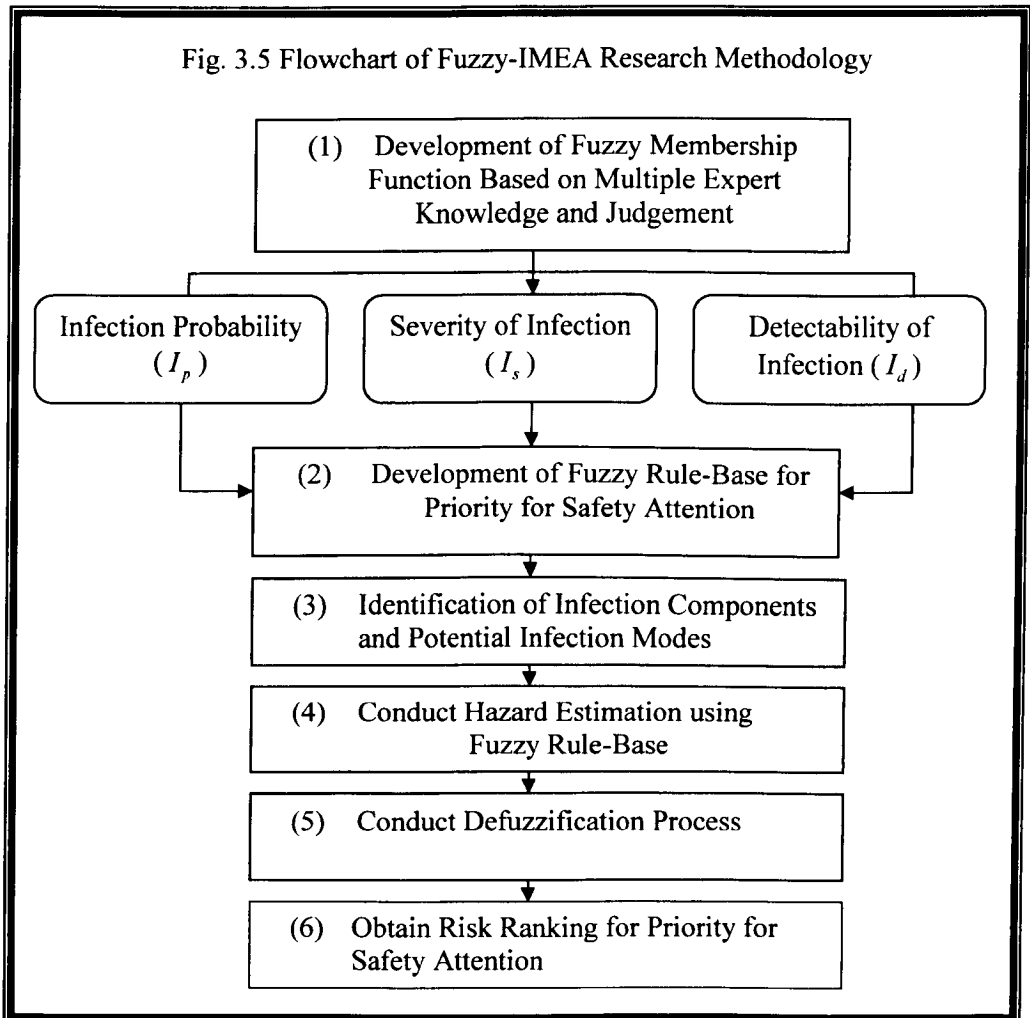 Fig. 3.5 Flowchart of Fuzzy-IMEA Research Methodology
(1) Development of Fuzzy Membership
Function Based on Multiple Expert
Knowledge and Judgement
Infection Probability
(I_p)
Severity of Infection
(I_s)
Detectability of
Infection (I_d)
(2) Development of Fuzzy Rule-Base for
Priority for Safety Attention
(3) Identification of Infection Components
and Potential Infection Modes
(4) Conduct Hazard Estimation using
Fuzzy Rule-Base
(5) Conduct Defuzzification Process
(6) Obtain Risk Ranking for Priority for
Safety Attention